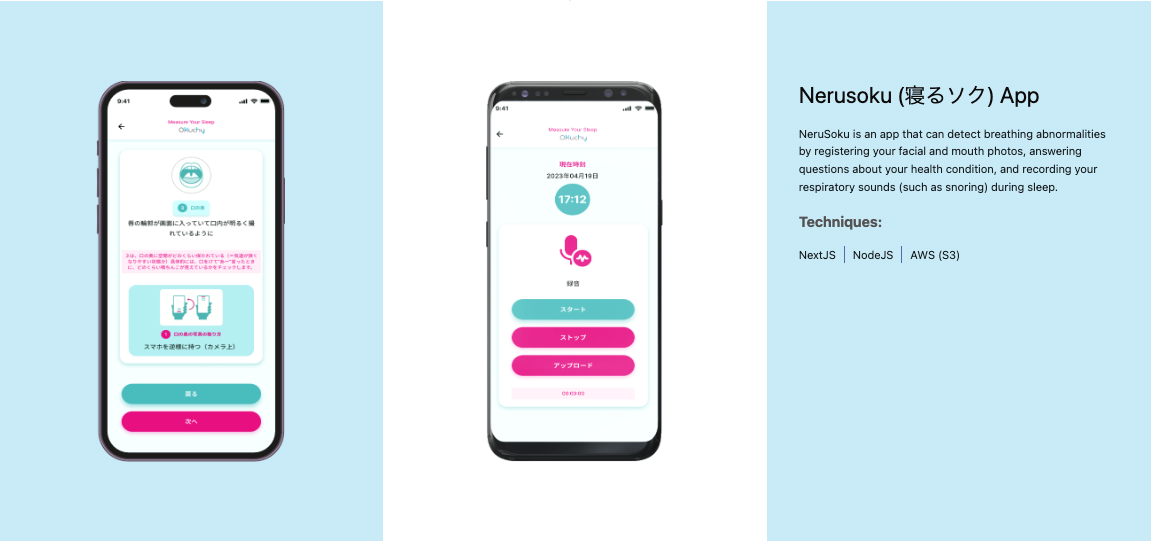 9:41
Measure Your Sleep
Okuchy
3 口の奥
唇の輪郭が画面に入っていて口内が明るく撮
れているように
1 口の奥の写真の撮り方
スマホを逆様に持つ（カメラ上）
戻る
次へ
9:41
Measure Your Sleep
Okuchy
現在時刻
2023年04月19日
17:12
録音
スタート
ストップ
アップロード
00:00:00
Nerusoku (寝るソク) App
NeruSoku is an app that can detect breathing abnormalities
by registering your facial and mouth photos, answering
questions about your health condition, and recording your
respiratory sounds (such as snoring) during sleep.
Techniques:
NextJS
NodeJS
AWS (S3)